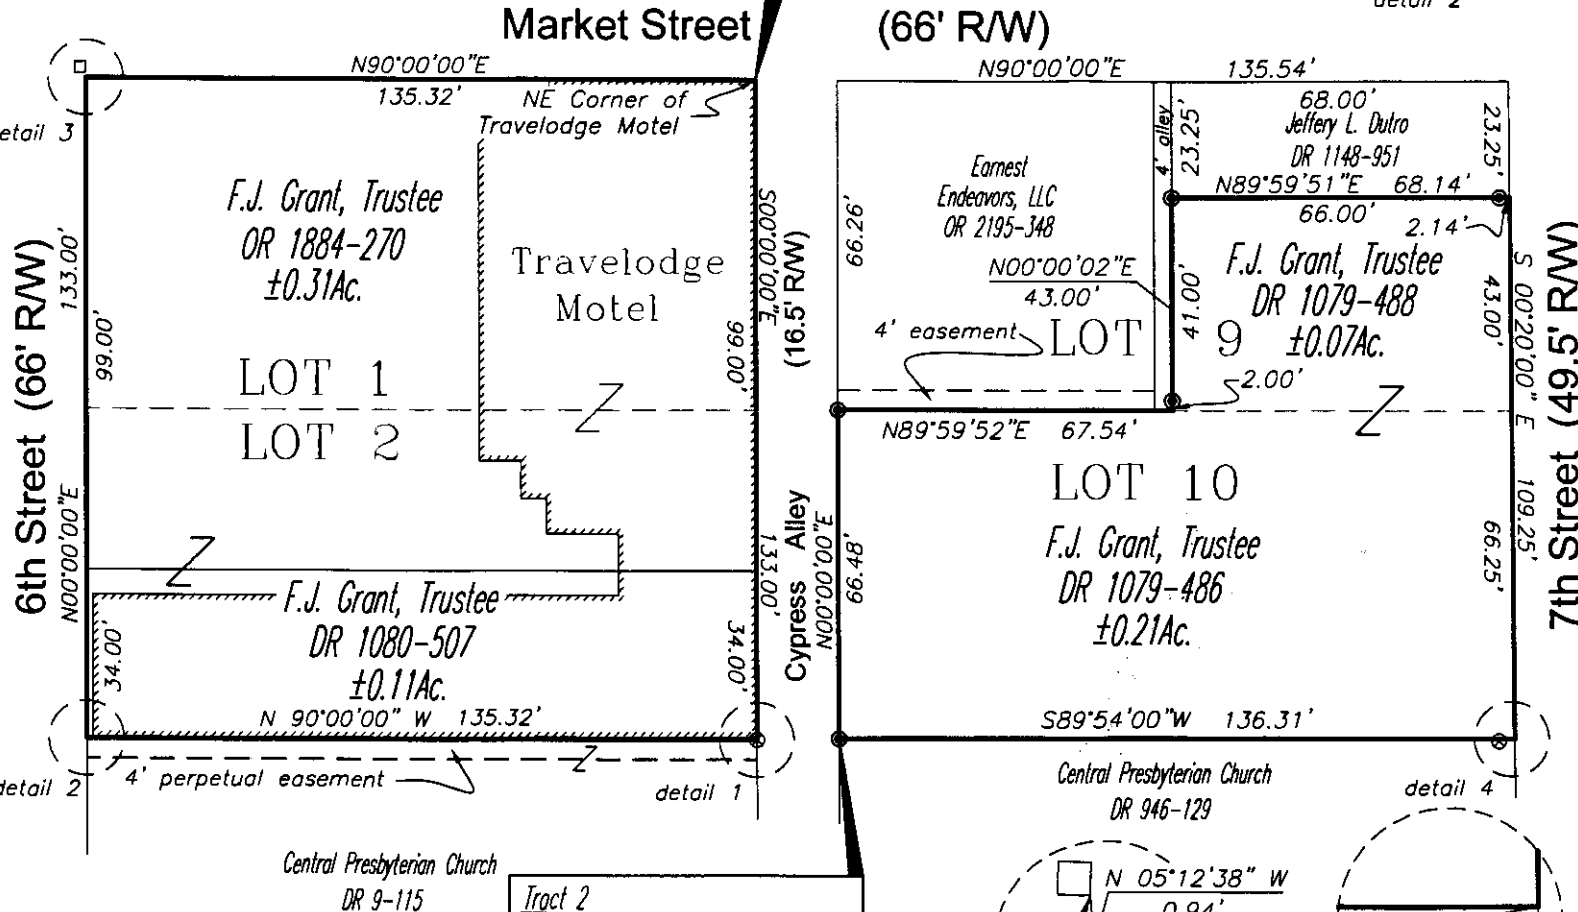 detail 2
Market Street (66' R/W)
N90°00'00"E
135.32'
NE Corner of
Travelodge Motel
detail 3
F.J. Grant, Trustee
OR 1884-270
±0.31Ac.
Travelodge
Motel
6th Street (66' R/W)
133.00'
99.00'
N00°00'00"E
LOT 1
LOT 2
S00°00'00"E
(16.5' R/W)
99.00'
133.00'
Cypress Alley
34.00'
F.J. Grant, Trustee
DR 1080-507
±0.11Ac.
34.00'
N 90°00'00" W 135.32'
detail 2
4' perpetual easement
detail 1
Central Presbyterian Church
DR 9-115
Tract 2
N90°00'00"E 135.54'
4' alley
23.25'
68.00'
Jeffery L. Dutro
DR 1148-951
23.25'
N89°59'51"E 68.14'
66.00'
2.14'
Earnest
Endeavors, LLC
OR 2195-348
66.26'
N00°00'02"E
43.00'
41.00'
F.J. Grant, Trustee
DR 1079-488
±0.07Ac.
43.00'
S 00°20'00" E 109.25'
7th Street (49.5' R/W)
4' easement
LOT 9
2.00'
N89°59'52"E 67.54'
LOT 10
F.J. Grant, Trustee
DR 1079-486
±0.21Ac.
N00°00'00"E
66.48'
66.25'
S89°54'00"W 136.31'
Central Presbyterian Church
DR 946-129
detail 4
N 05°12'38" W
0.94'